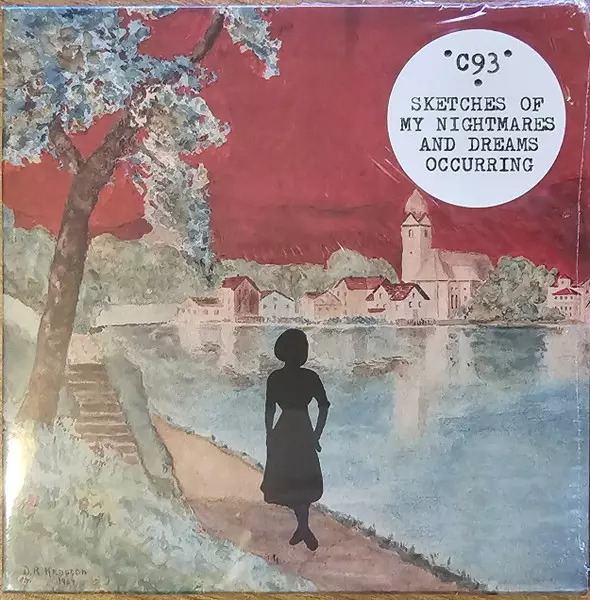 C93
SKETCHES OF
MY NIGHTMARES
AND DREAMS
OCCURRING